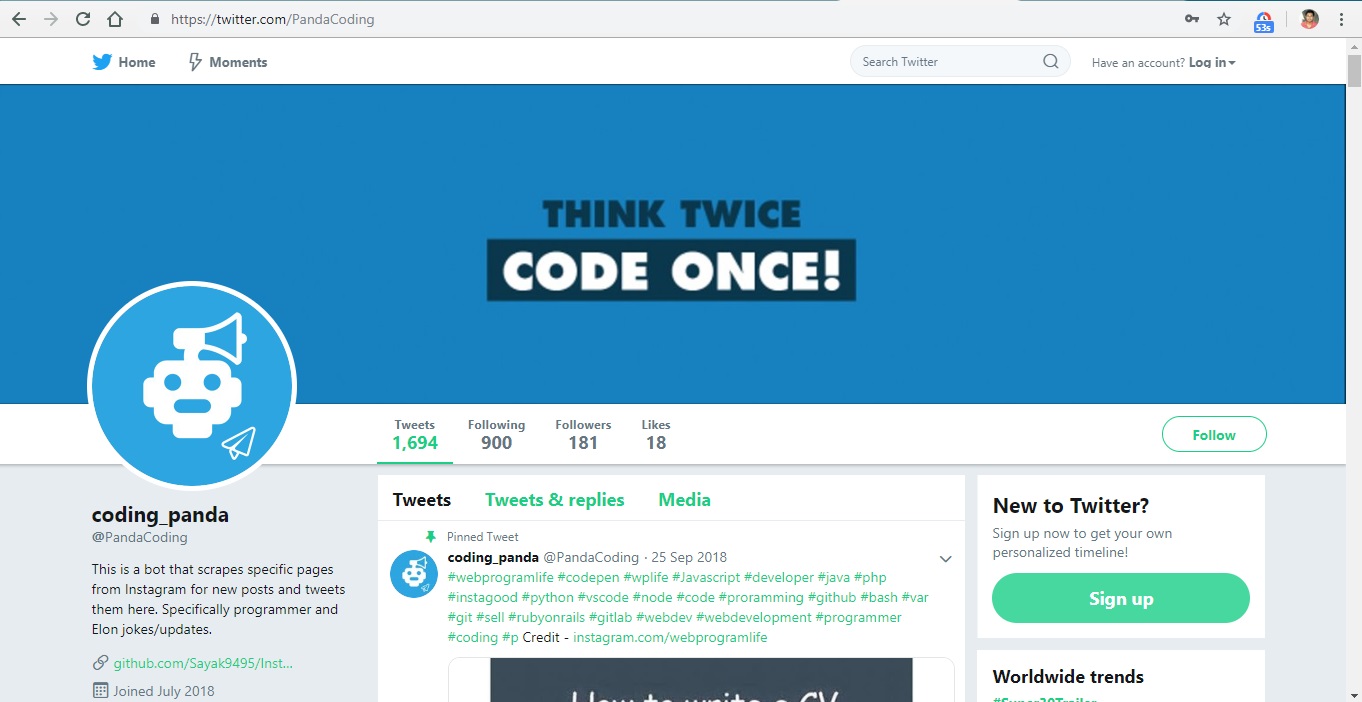 https://twitter.com/PandaCoding
53s
Home
Moments
Search Twitter
Have an account? Log in
THINK TWICE
CODE ONCE!
Tweets
1,694
Following
900
Followers
181
Likes
18
Follow
coding_panda
@PandaCoding
This is a bot that scrapes specific pages
from Instagram for new posts and tweets
them here. Specifically programmer and
Elon jokes/updates.
github.com/Sayak9495/Inst...
Joined July 2018
Tweets
Tweets & replies
Media
Pinned Tweet
coding_panda @PandaCoding · 25 Sep 2018
#webprogramlife #codepen #wplife #Javascript #developer #java #php
#instagood #python #vscode #node #code #proramming #github #bash #var
#git #sell #rubyonrails #gitlab #webdev #webdevelopment #programmer
#coding #p Credit - instagram.com/webprogramlife
How to write a CV
New to Twitter?
Sign up now to get your own
personalized timeline!
Sign up
Worldwide trends
#Super30Trailer